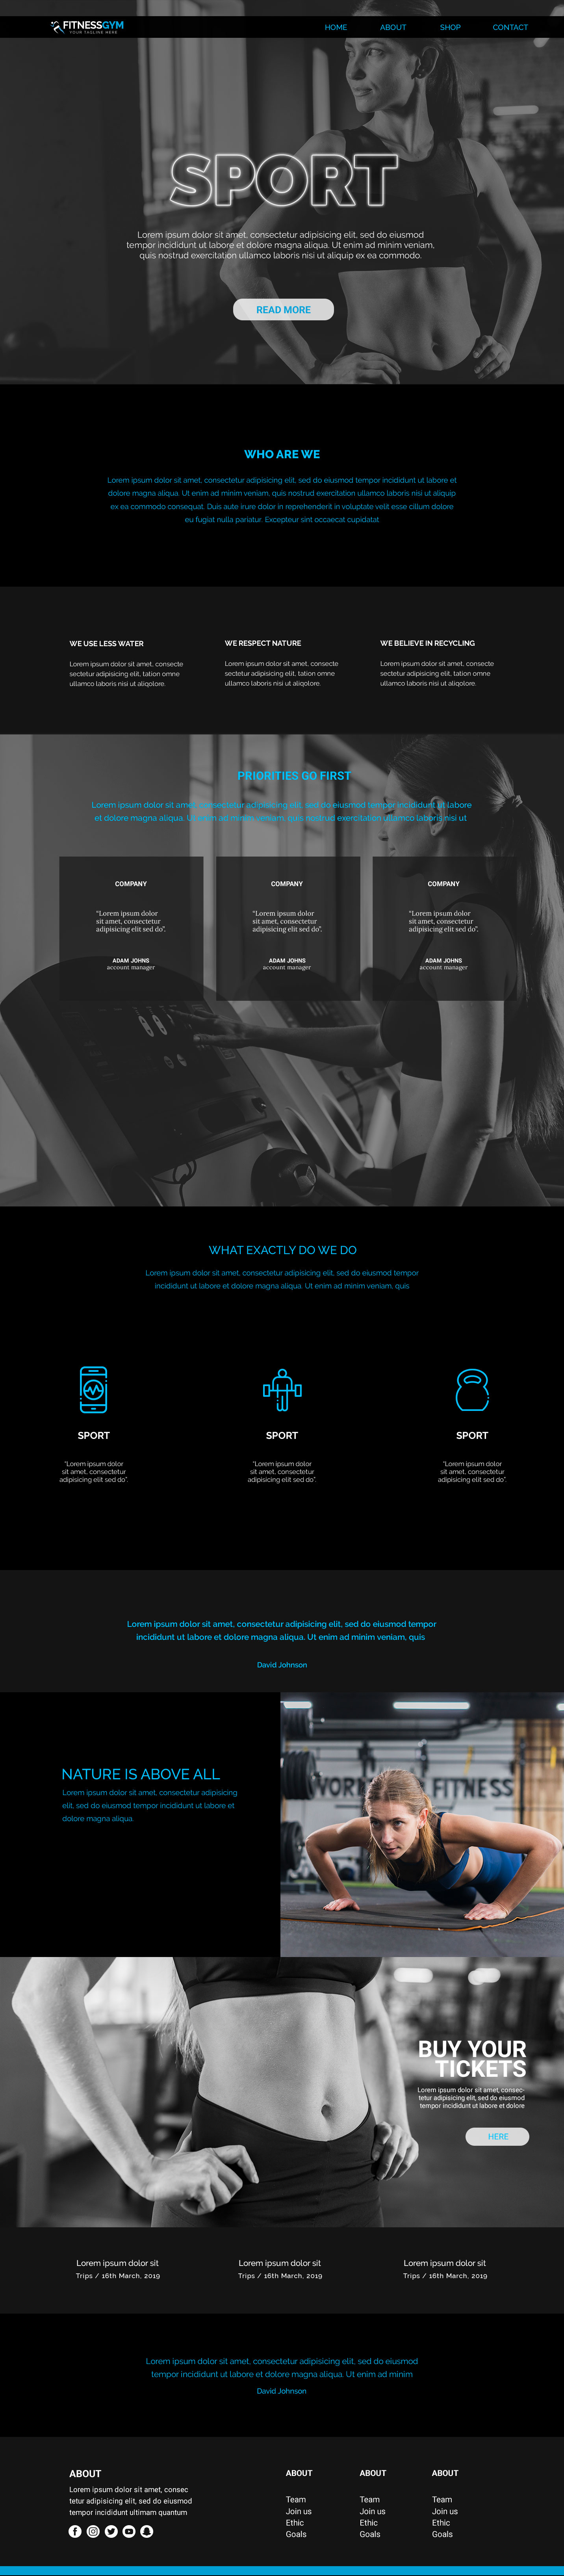 FITNESSGYM
YOUR TAGLINE HERE
HOME ABOUT SHOP CONTACT
SPORT
Lorem ipsum dolor sit amet, consectetur adipisicing elit, sed do eiusmod
tempor incididunt ut labore et dolore magna aliqua. Ut enim ad minim veniam,
quis nostrud exercitation ullamco laboris nisi ut aliquip ex ea commodo.
READ MORE
WHO ARE WE
Lorem ipsum dolor sit amet, consectetur adipisicing elit, sed do eiusmod tempor incididunt ut labore et
dolore magna aliqua. Ut enim ad minim veniam, quis nostrud exercitation ullamco laboris nisi ut aliquip
ex ea commodo consequat. Duis aute irure dolor in reprehenderit in voluptate velit esse cillum dolore
eu fugiat nulla pariatur. Excepteur sint occaecat cupidatat
WE USE LESS WATER
Lorem ipsum dolor sit amet, consecte
sectetur adipisicing elit, tation omne
ullamco laboris nisi ut aliqolore.
WE RESPECT NATURE
Lorem ipsum dolor sit amet, consecte
sectetur adipisicing elit, tation omne
ullamco laboris nisi ut aliqolore.
WE BELIEVE IN RECYCLING
Lorem ipsum dolor sit amet, consecte
sectetur adipisicing elit, tation omne
ullamco laboris nisi ut aliqolore.
PRIORITIES GO FIRST
Lorem ipsum dolor sit amet, consectetur adipisicing elit, sed do eiusmod tempor incididunt ut labore
et dolore magna aliqua. Ut enim ad minim veniam, quis nostrud exercitation ullamco laboris nisi ut
COMPANY
"Lorem ipsum dolor
sit amet, consectetur
adipisicing elit sed do".
ADAM JOHNS
account manager
COMPANY
"Lorem ipsum dolor
sit amet, consectetur
adipisicing elit sed do".
ADAM JOHNS
account manager
COMPANY
"Lorem ipsum dolor
sit amet, consectetur
adipisicing elit sed do".
ADAM JOHNS
account manager
WHAT EXACTLY DO WE DO
Lorem ipsum dolor sit amet, consectetur adipisicing elit, sed do eiusmod tempor
incididunt ut labore et dolore magna aliqua. Ut enim ad minim veniam, quis
SPORT
"Lorem ipsum dolor
sit amet, consectetur
adipisicing elit sed do".
SPORT
"Lorem ipsum dolor
sit amet, consectetur
adipisicing elit sed do".
SPORT
"Lorem ipsum dolor
sit amet, consectetur
adipisicing elit sed do".
Lorem ipsum dolor sit amet, consectetur adipisicing elit, sed do eiusmod tempor
incididunt ut labore et dolore magna aliqua. Ut enim ad minim veniam, quis
David Johnson
NATURE IS ABOVE ALL
Lorem ipsum dolor sit amet, consectetur adipisicing
elit, sed do eiusmod tempor incididunt ut labore et
dolore magna aliqua.
FITNESS
BUY YOUR
TICKETS
Lorem ipsum dolor sit amet, consec-
tetur adipisicing elit, sed do eiusmod
tempor incididunt ut labore et dolore
HERE
Lorem ipsum dolor sit
Trips / 16th March, 2019
Lorem ipsum dolor sit
Trips / 16th March, 2019
Lorem ipsum dolor sit
Trips / 16th March, 2019
Lorem ipsum dolor sit amet, consectetur adipisicing elit, sed do eiusmod
tempor incididunt ut labore et dolore magna aliqua. Ut enim ad minim
David Johnson
ABOUT
Lorem ipsum dolor sit amet, consec
tetur adipisicing elit, sed do eiusmod
tempor incididunt ultimam quantum
ABOUT
Team
Join us
Ethic
Goals
ABOUT
Team
Join us
Ethic
Goals
ABOUT
Team
Join us
Ethic
Goals